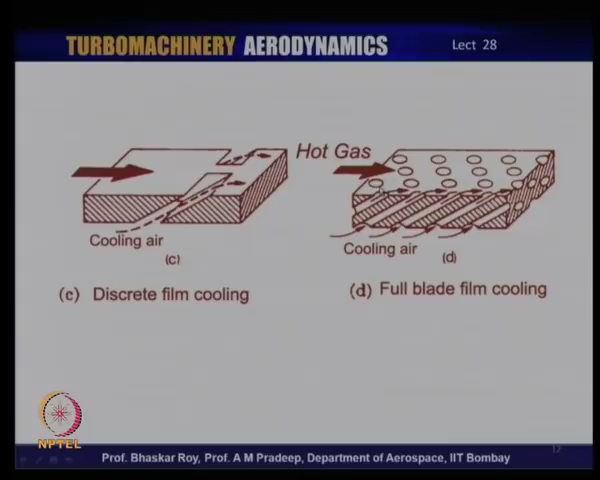 TURBOMACHINERY AERODYNAMICS
Lect 28
Hot Gas
Cooling air
(c)
Cooling air
(d)
(c) Discrete film cooling
(d) Full blade film cooling
NPTEL
Prof. Bhaskar Roy, Prof. A M Pradeep, Department of Aerospace, IIT Bombay